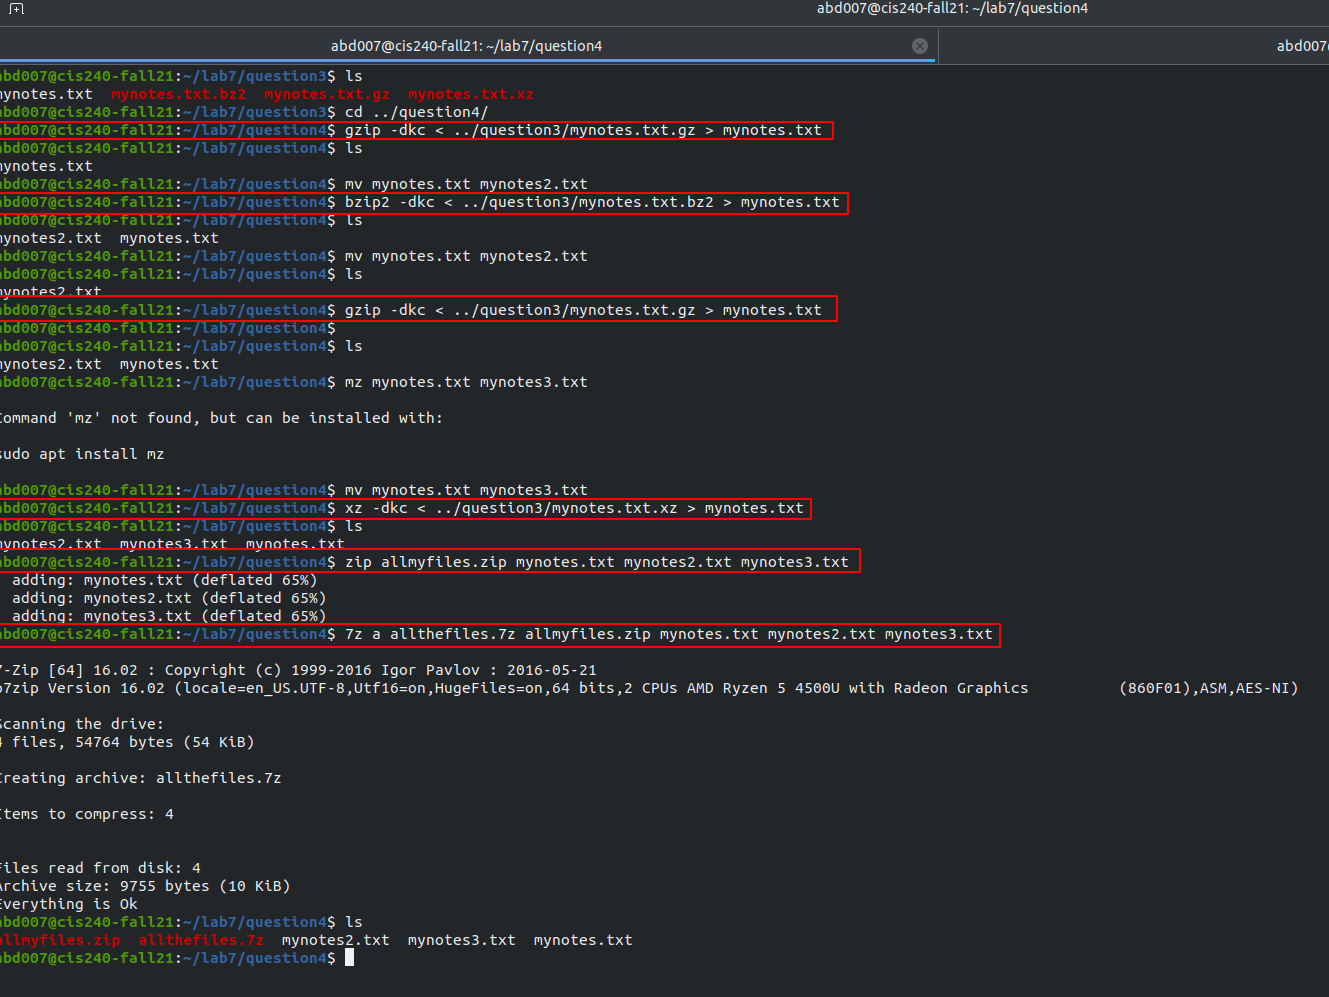 abd007@cis240-fall21: ~/lab7/question4
abd007@cis240-fall21: ~/lab7/question4
abd007
abd007@cis240-fall21:~/lab7/question3$ ls
mynotes.txt  mynotes.txt.bz2  mynotes.txt.gz  mynotes.txt.xz
abd007@cis240-fall21:~/lab7/question3$ cd ../question4/
abd007@cis240-fall21:~/lab7/question4$ gzip -dkc < ../question3/mynotes.txt.gz > mynotes.txt
abd007@cis240-fall21:~/lab7/question4$ ls
mynotes.txt
abd007@cis240-fall21:~/lab7/question4$ mv mynotes.txt mynotes2.txt
abd007@cis240-fall21:~/lab7/question4$ bzip2 -dkc < ../question3/mynotes.txt.bz2 > mynotes.txt
abd007@cis240-fall21:~/lab7/question4$ ls
mynotes2.txt  mynotes.txt
abd007@cis240-fall21:~/lab7/question4$ mv mynotes.txt mynotes2.txt
abd007@cis240-fall21:~/lab7/question4$ ls
mynotes2.txt
abd007@cis240-fall21:~/lab7/question4$ gzip -dkc < ../question3/mynotes.txt.gz > mynotes.txt
abd007@cis240-fall21:~/lab7/question4$
abd007@cis240-fall21:~/lab7/question4$ ls
mynotes2.txt  mynotes.txt
abd007@cis240-fall21:~/lab7/question4$ mz mynotes.txt mynotes3.txt
Command 'mz' not found, but can be installed with:
sudo apt install mz
abd007@cis240-fall21:~/lab7/question4$ mv mynotes.txt mynotes3.txt
abd007@cis240-fall21:~/lab7/question4$ xz -dkc < ../question3/mynotes.txt.xz > mynotes.txt
abd007@cis240-fall21:~/lab7/question4$ ls
mynotes2.txt  mynotes3.txt  mynotes.txt
abd007@cis240-fall21:~/lab7/question4$ zip allmyfiles.zip mynotes.txt mynotes2.txt mynotes3.txt
adding: mynotes.txt (deflated 65%)
adding: mynotes2.txt (deflated 65%)
adding: mynotes3.txt (deflated 65%)
abd007@cis240-fall21:~/lab7/question4$ 7z a allthefiles.7z allmyfiles.zip mynotes.txt mynotes2.txt mynotes3.txt
7-Zip [64] 16.02 : Copyright (c) 1999-2016 Igor Pavlov : 2016-05-21
p7zip Version 16.02 (locale=en_US.UTF-8,Utf16=on,HugeFiles=on,64 bits,2 CPUs AMD Ryzen 5 4500U with Radeon Graphics          (860F01),ASM,AES-NI)
Scanning the drive:
4 files, 54764 bytes (54 KiB)
Creating archive: allthefiles.7z
Items to compress: 4
Files read from disk: 4
Archive size: 9755 bytes (10 KiB)
Everything is Ok
abd007@cis240-fall21:~/lab7/question4$ ls
allmyfiles.zip  allthefiles.7z  mynotes2.txt  mynotes3.txt  mynotes.txt
abd007@cis240-fall21:~/lab7/question4$